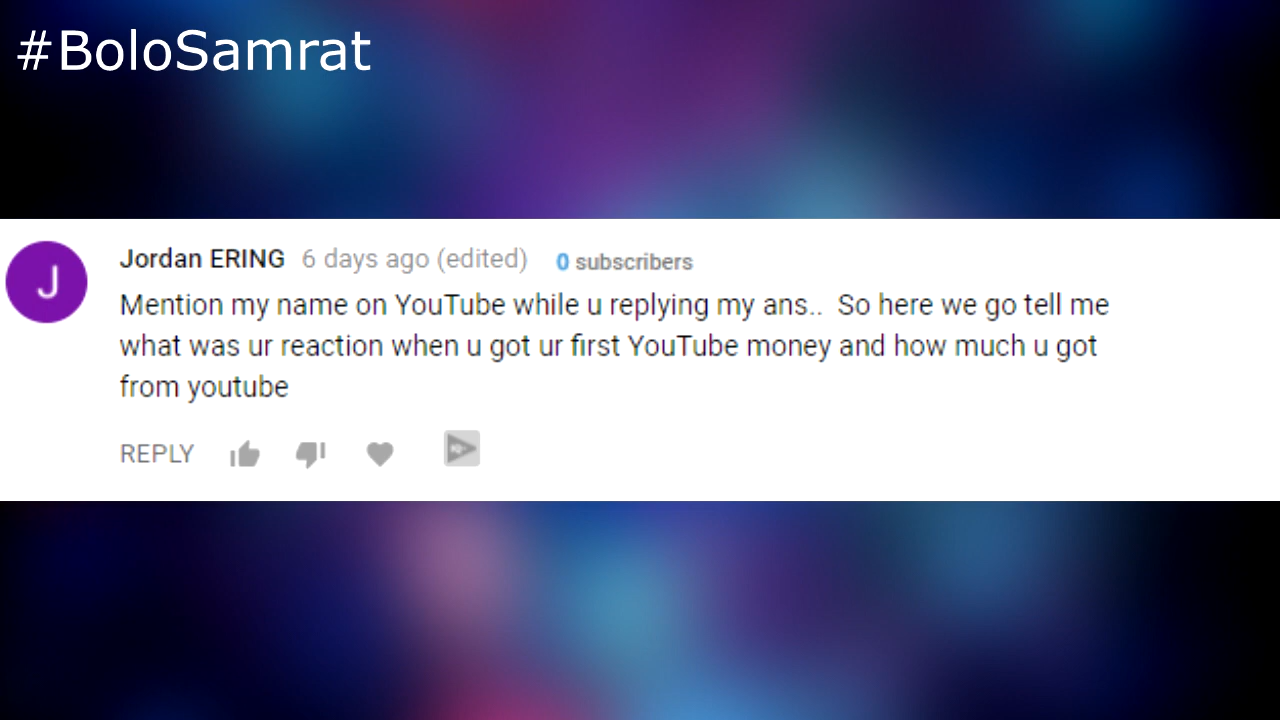 #BoloSamrat
Jordan ERING 6 days ago (edited) 0 subscribers
J
Mention my name on YouTube while u replying my ans.. So here we go tell me
what was ur reaction when u got ur first YouTube money and how much u got
from youtube
REPLY